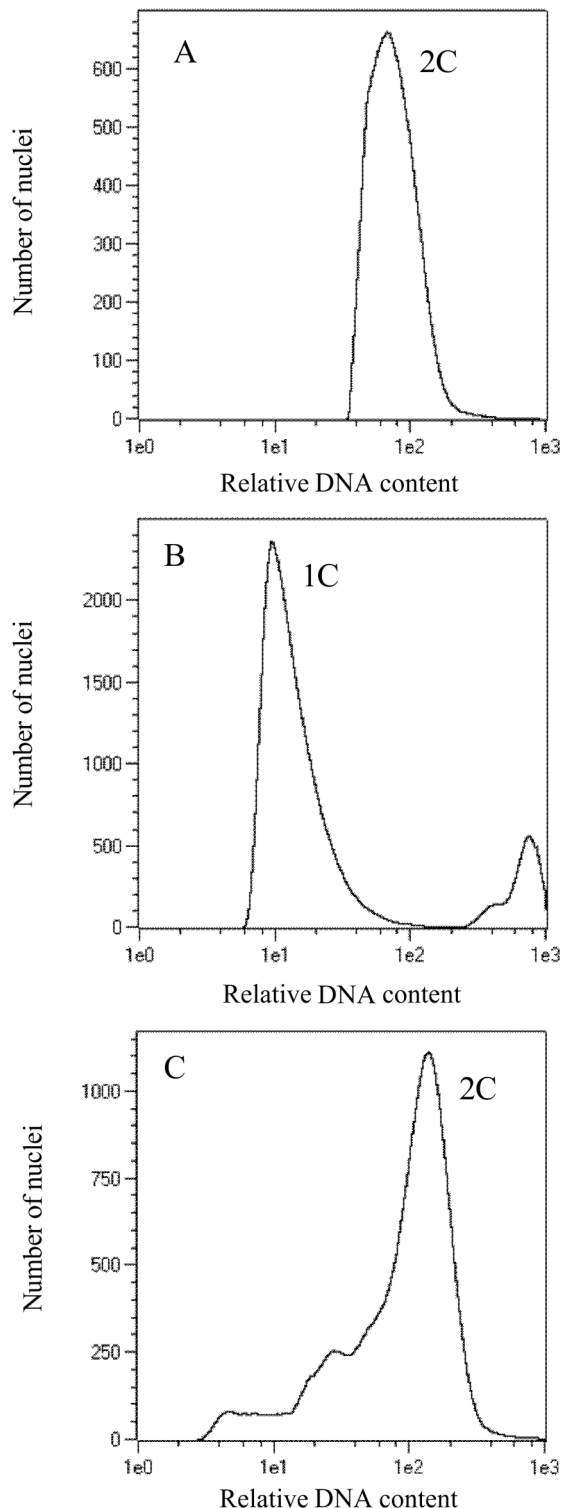 A
2C
Number of nuclei
600
500
400
300
200
100
0
1e0 1e1 1e2 1e3
Relative DNA content
B
1C
Number of nuclei
2000
1500
1000
500
0
1e0 1e1 1e2 1e3
Relative DNA content
C
2C
Number of nuclei
1000
750
500
250
0
1e0 1e1 1e2 1e3
Relative DNA content